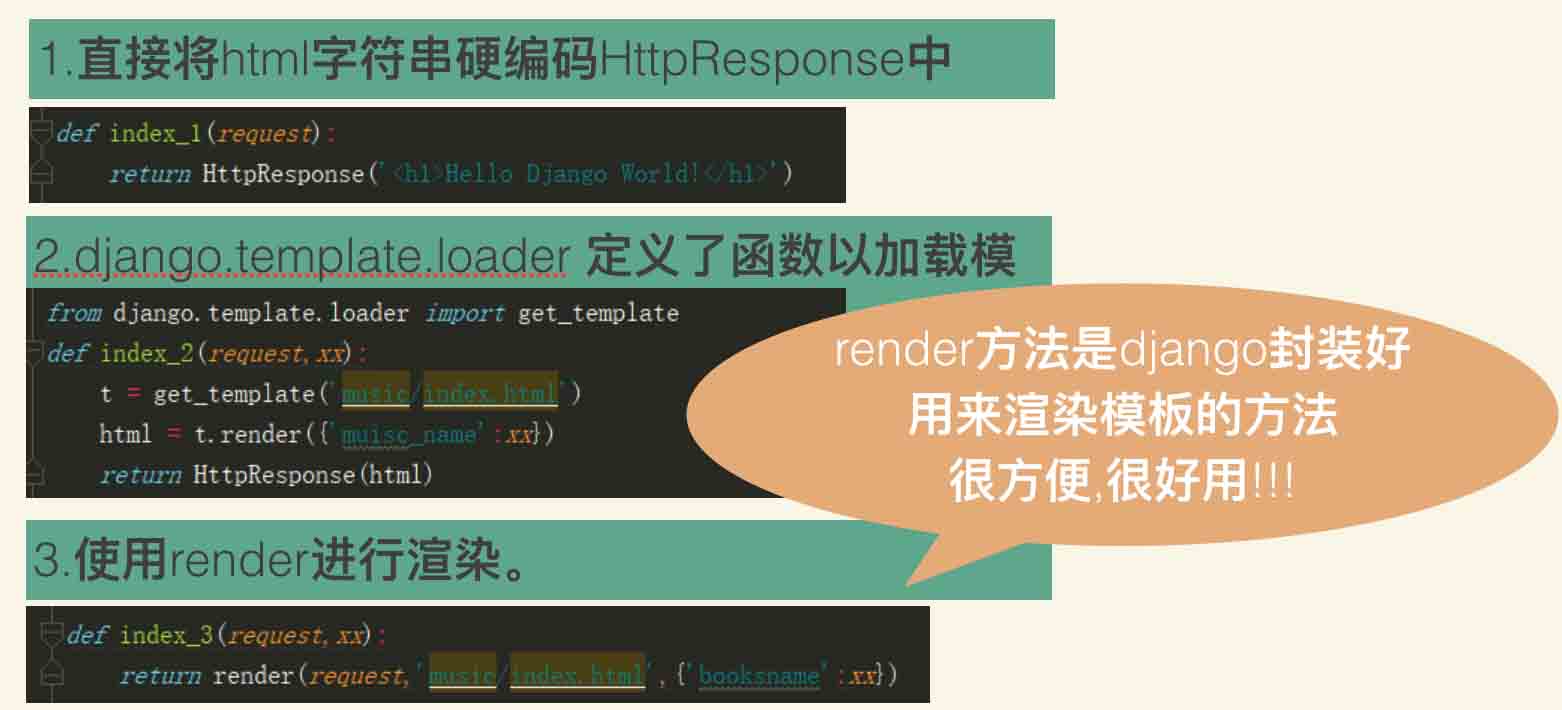 1.直接将html字符串硬编码HttpResponse中
def index_1(request):
return HttpResponse('<h1>Hello Django World!</h1>')
2.django.template.loader 定义了函数以加载模
from django.template.loader import get_template
def index_2(request,xx):
t = get_template('music/index.html')
html = t.render({'muisc_name':xx})
return HttpResponse(html)
render方法是django封装好
用来渲染模板的方法
很方便,很好用!!!
3.使用render进行渲染。
def index_3(request,xx):
return render(request,'music/index.html',{'booksname':xx})